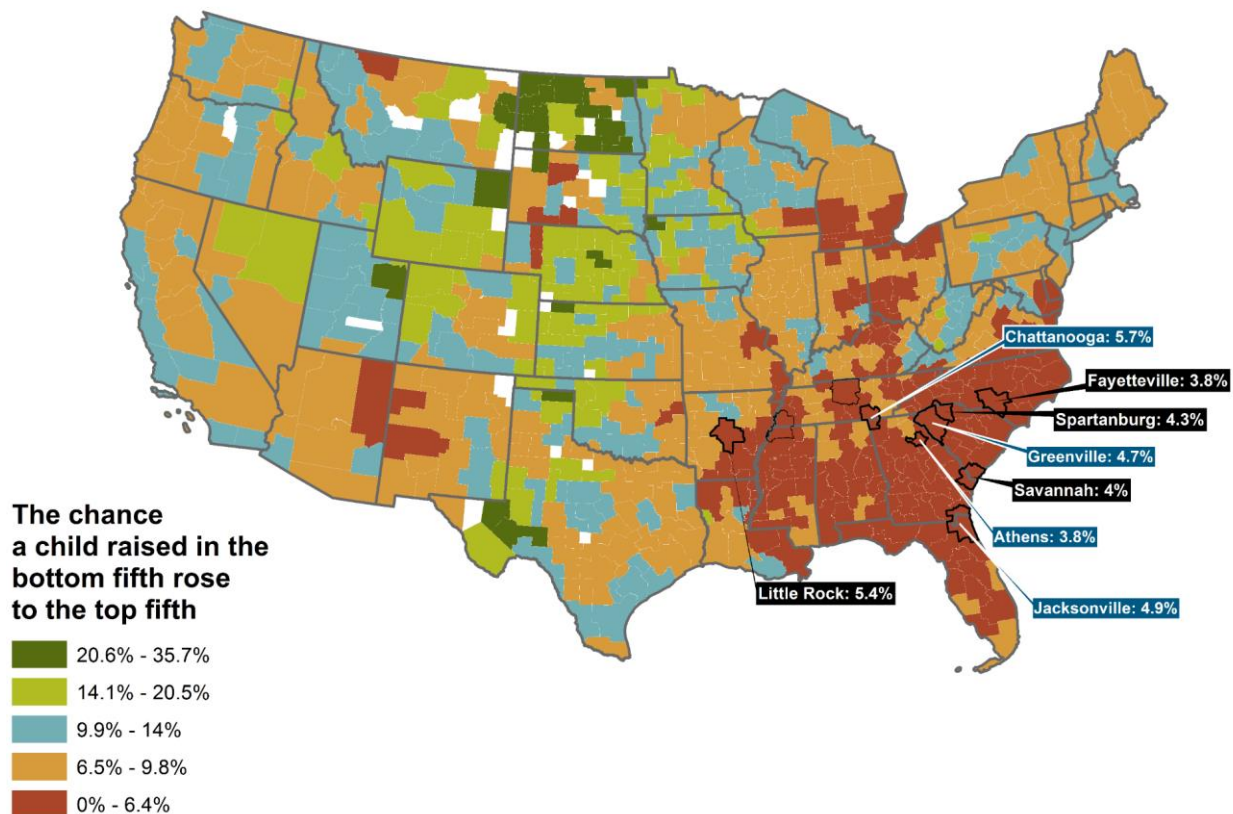 Chattanooga: 5.7%
Fayetteville: 3.8%
Spartanburg: 4.3%
Greenville: 4.7%
Savannah: 4%
Athens: 3.8%
Little Rock: 5.4%
Jacksonville: 4.9%
The chance
a child raised in the
bottom fifth rose
to the top fifth
20.6% - 35.7%
14.1% - 20.5%
9.9% - 14%
6.5% - 9.8%
0% - 6.4%